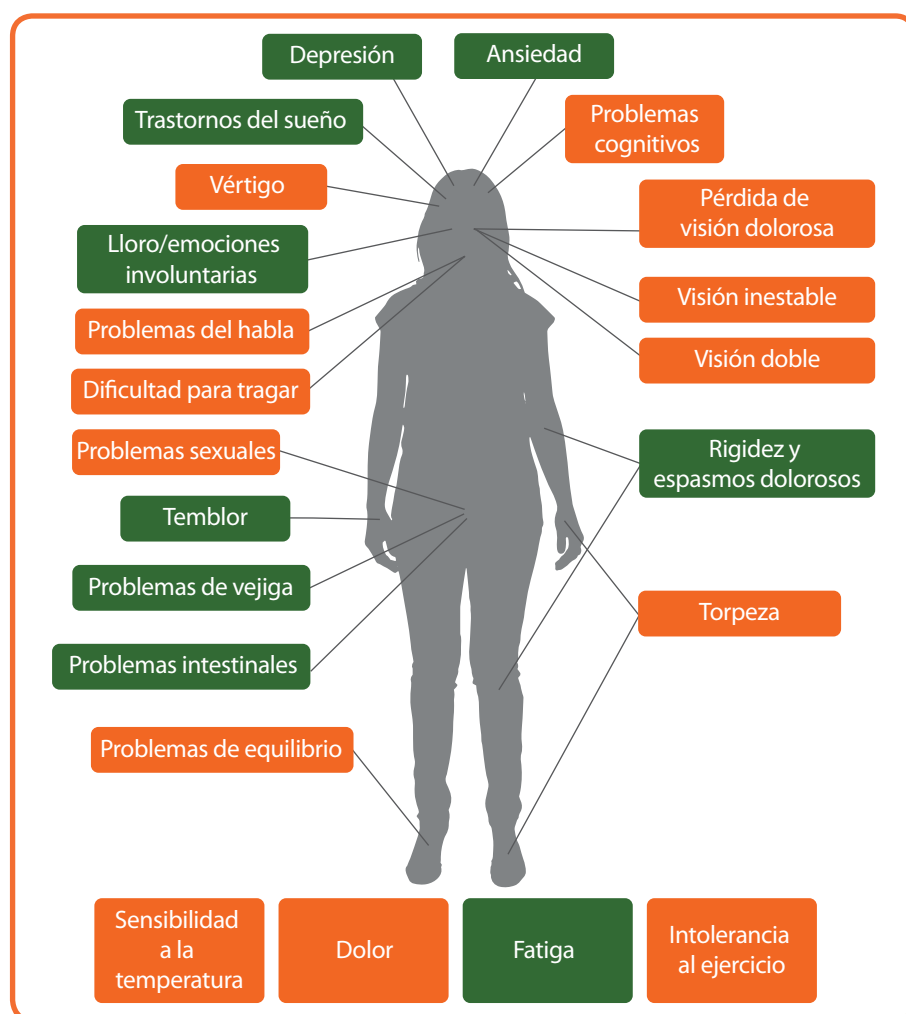 Depresión
Ansiedad
Trastornos del sueño
Problemas
cognitivos
Vértigo
Pérdida de
visión dolorosa
Lloro/emociones
involuntarias
Visión inestable
Problemas del habla
Visión doble
Dificultad para tragar
Problemas sexuales
Rigidez y
espasmos dolorosos
Temblor
Problemas de vejiga
Torpeza
Problemas intestinales
Problemas de equilibrio
Sensibilidad
a la
temperatura
Dolor
Fatiga
Intolerancia
al ejercicio